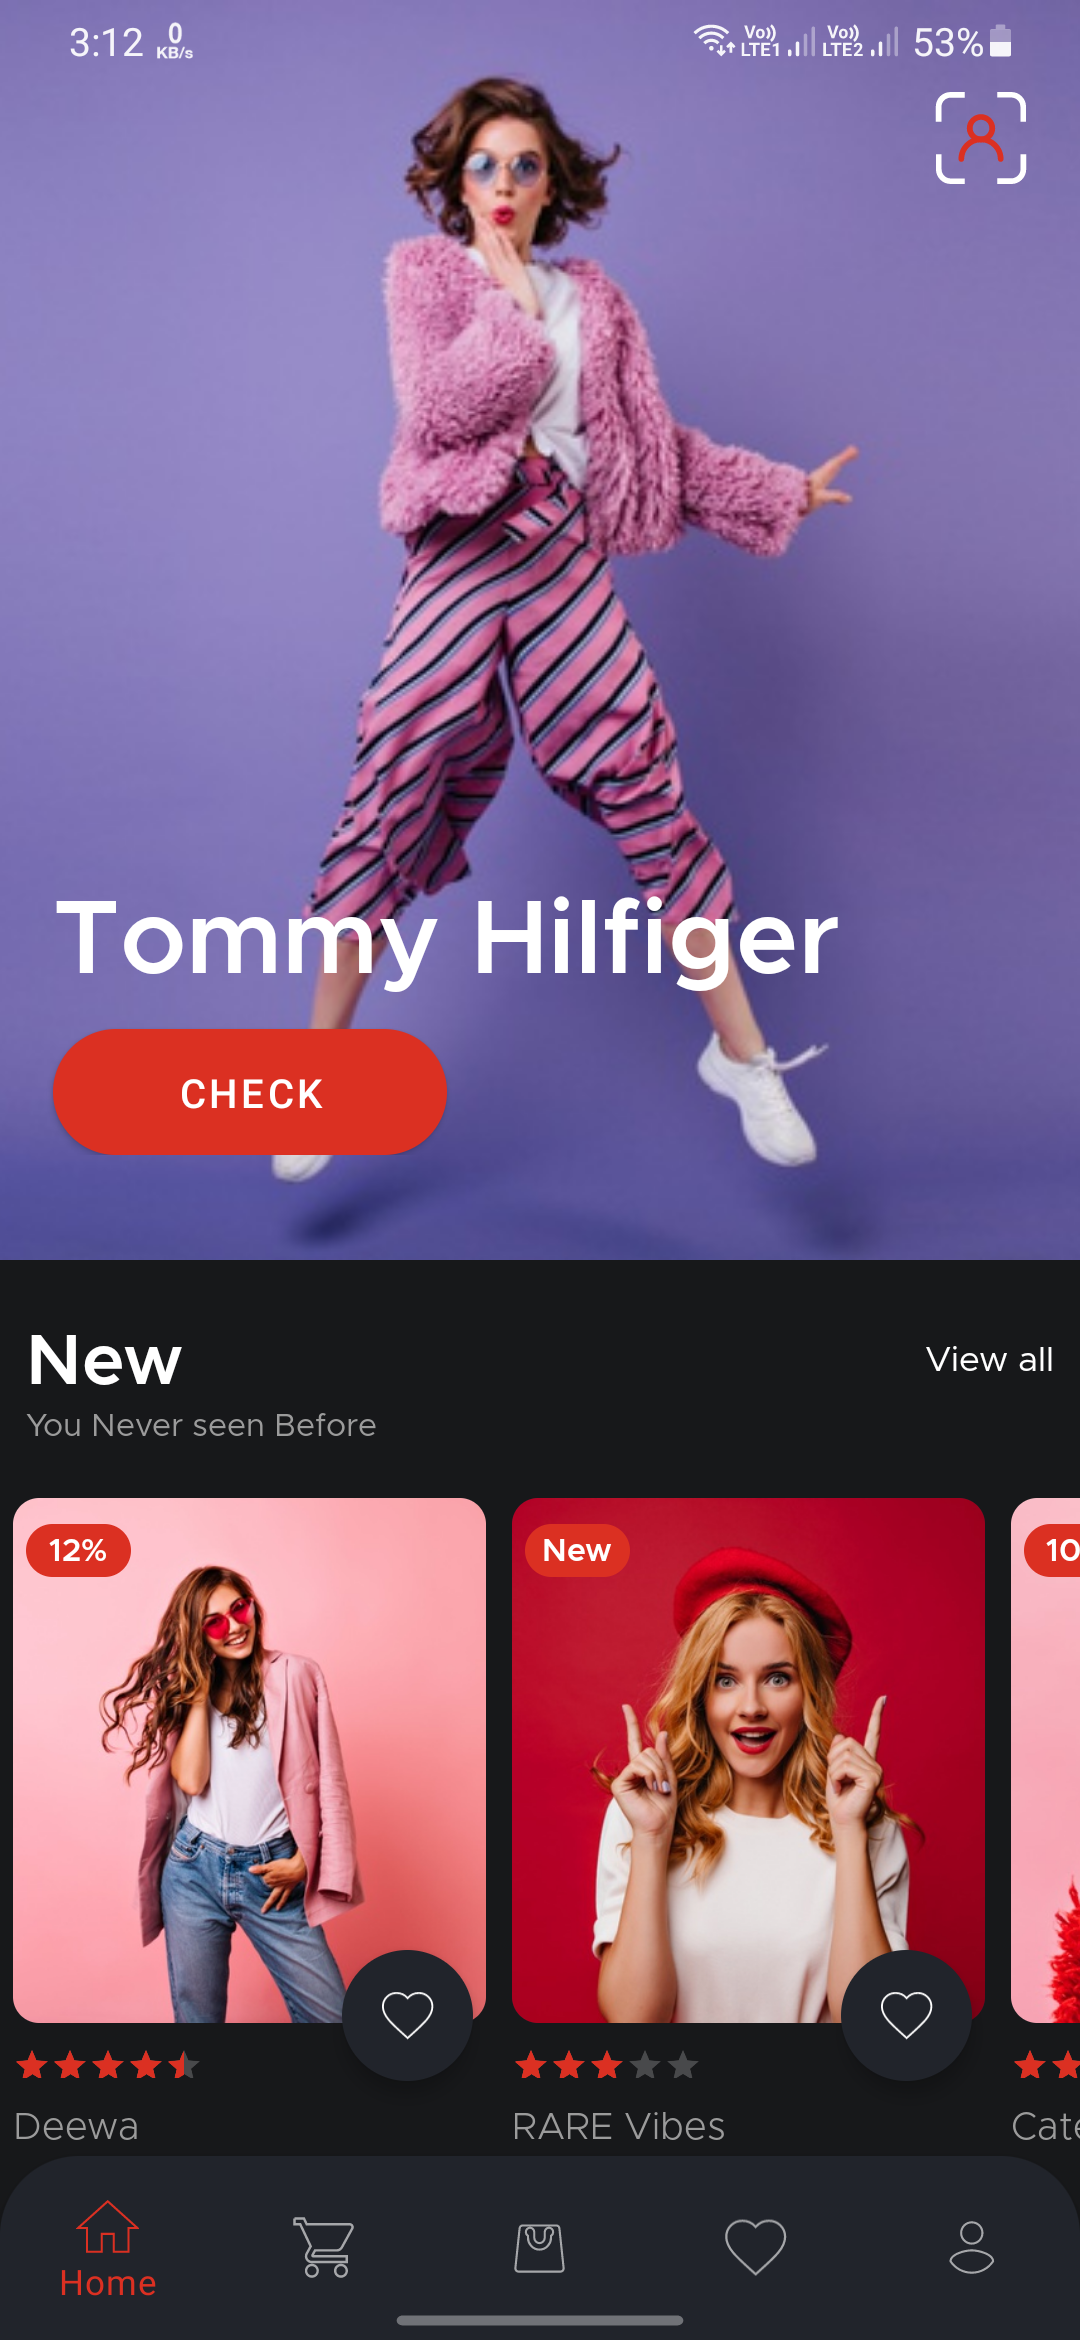 3:12 0 KB/s Vo)) LTE1 Vo)) LTE2 53%
Tommy Hilfiger
CHECK
New
View all
You Never seen Before
12%
New
10
Deewa
RARE Vibes
Cate
Home